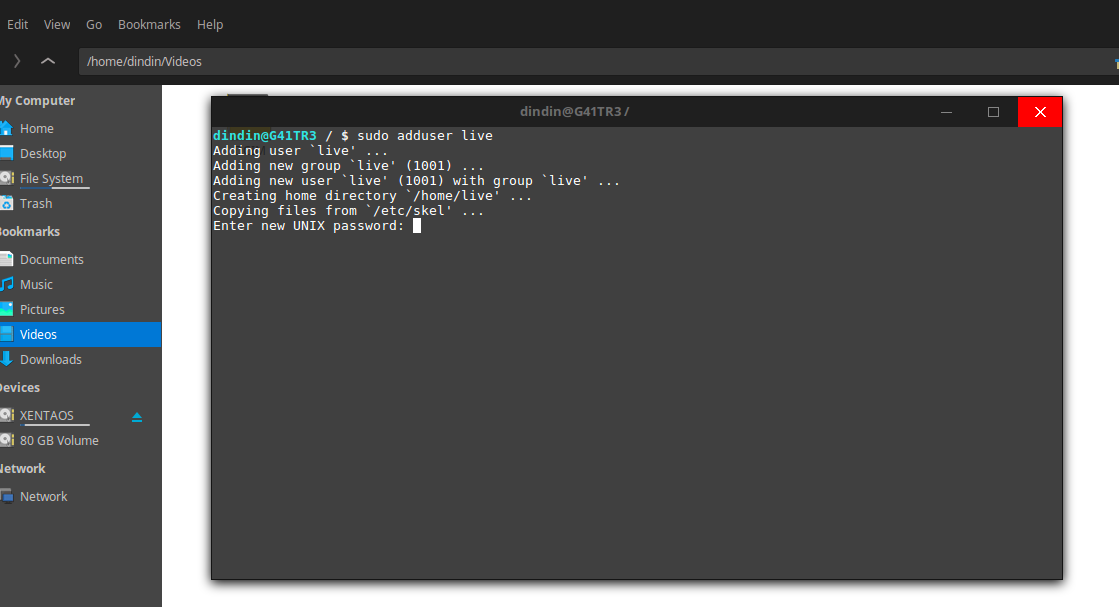 Edit View Go Bookmarks Help
/home/dindin/Videos
My Computer
Home
Desktop
File System
Trash
Bookmarks
Documents
Music
Pictures
Videos
Downloads
Devices
XENTAOS
80 GB Volume
Network
Network
dindin@G41TR3 /
dindin@G41TR3 / $ sudo adduser live
Adding user `live' ...
Adding new group `live' (1001) ...
Adding new user `live' (1001) with group `live' ...
Creating home directory `/home/live' ...
Copying files from `/etc/skel' ...
Enter new UNIX password: